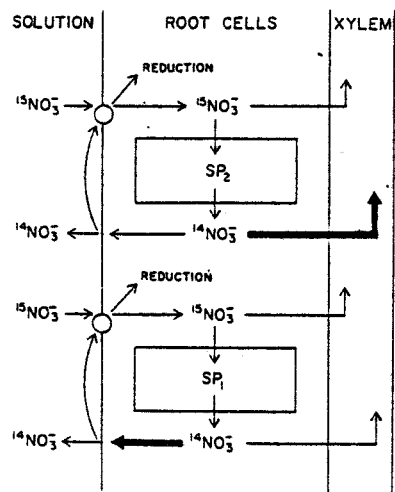 SOLUTION ROOT CELLS XYLEM
REDUCTION
¹⁵NO₃⁻ ¹⁵NO₃⁻
SP₂
¹⁴NO₃⁻ ¹⁴NO₃⁻
REDUCTION
¹⁵NO₃⁻ ¹⁵NO₃⁻
SP₁
¹⁴NO₃⁻ ¹⁴NO₃⁻